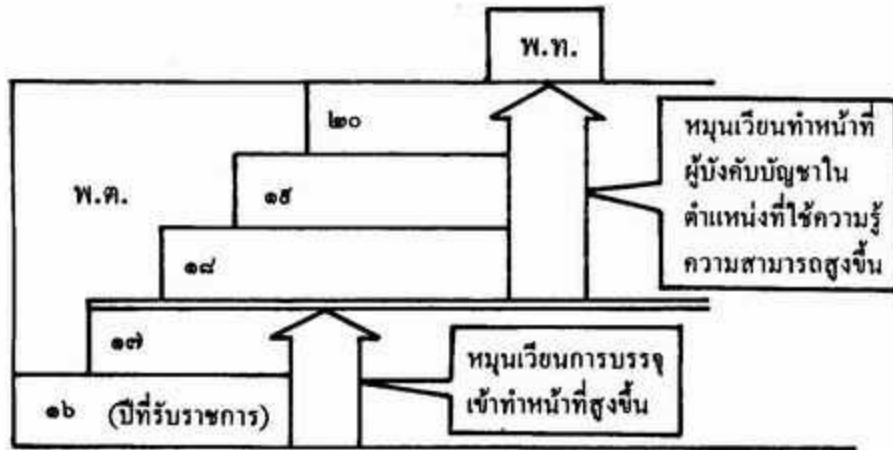 พ.ท.
๒๐
หมุนเวียนทำหน้าที่
ผู้บังคับบัญชาใน
ตำแหน่งที่ใช้ความรู้
ความสามารถสูงขึ้น
พ.ต.
๑๙
๑๘
๑๗
หมุนเวียนการบรรจุ
เข้าทำหน้าที่สูงขึ้น
๑๖ (ปีที่รับราชการ)